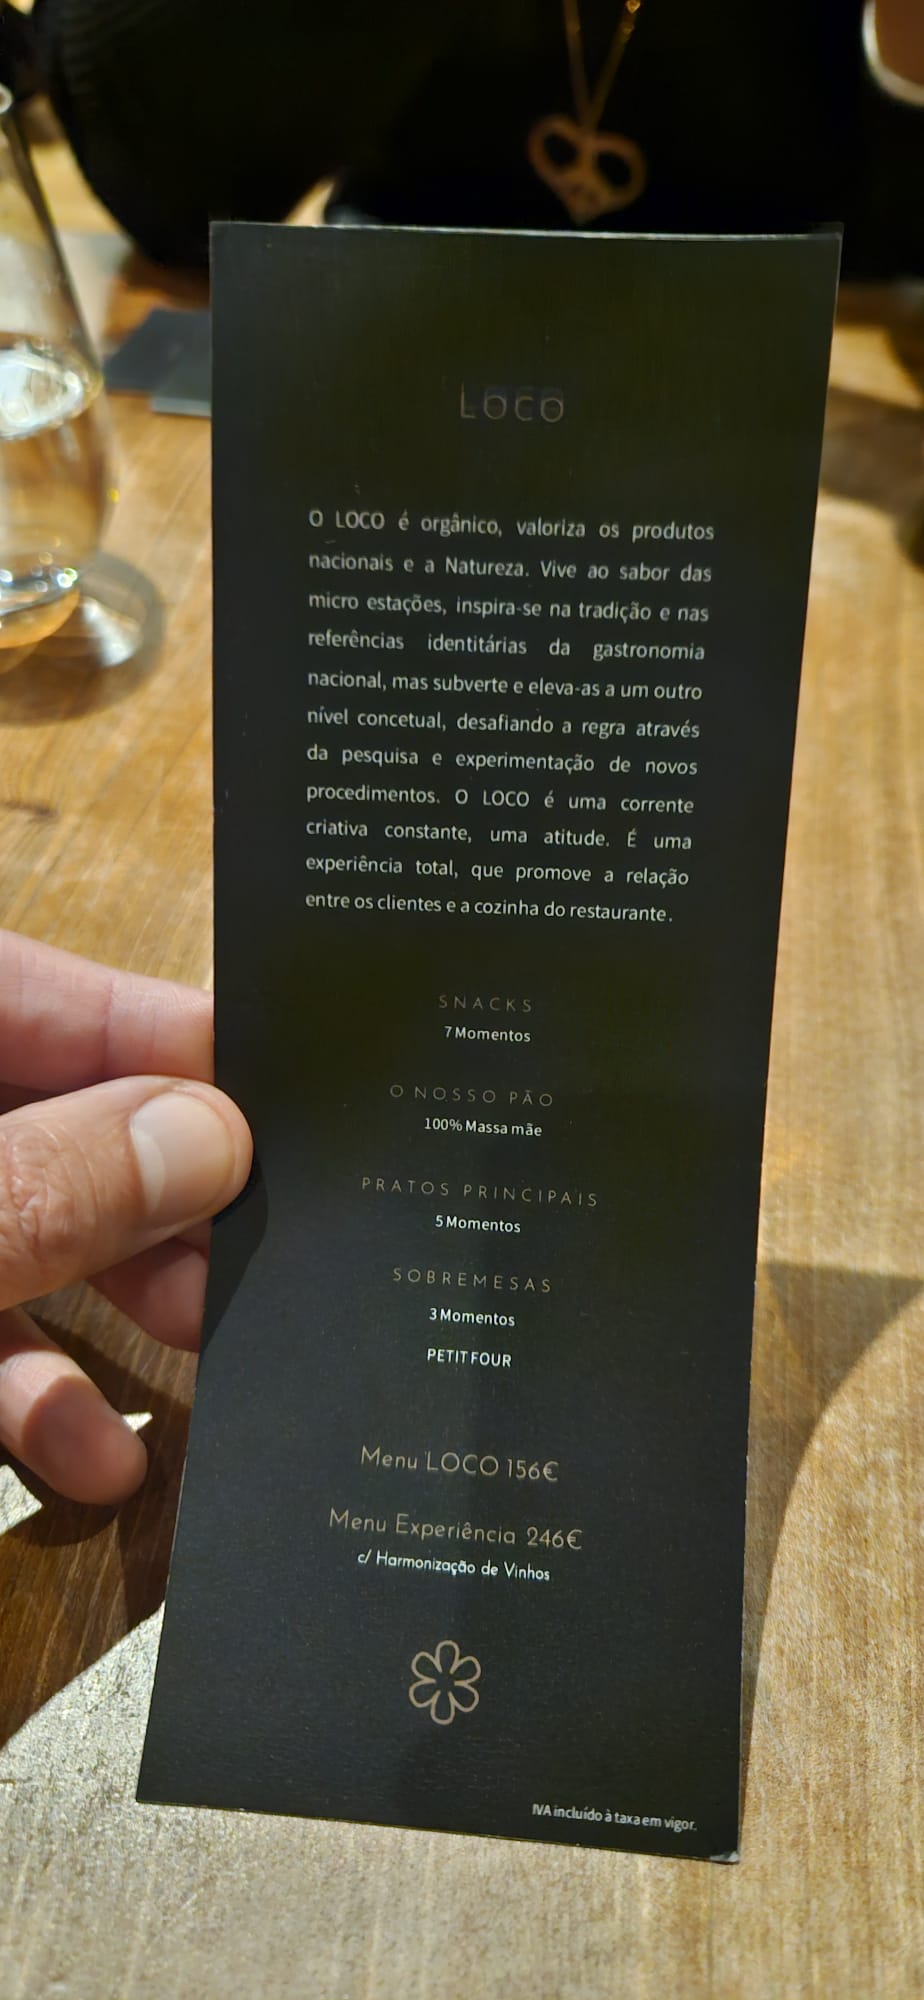 LOCO
O LOCO é orgânico, valoriza os produtos
nacionais e a Natureza. Vive ao sabor das
micro estações, inspira-se na tradição e nas
referências identitárias da gastronomia
nacional, mas subverte e eleva-as a um outro
nível concetual, desafiando a regra através
da pesquisa e experimentação de novos
procedimentos. O LOCO é uma corrente
criativa constante, uma atitude. É uma
experiência total, que promove a relação
entre os clientes e a cozinha do restaurante.
SNACKS
7 Momentos
O NOSSO PÃO
100% Massa mãe
PRATOS PRINCIPAIS
5 Momentos
SOBREMESAS
3 Momentos
PETIT FOUR
Menu LOCO 156€
Menu Experiência 246€
c/ Harmonização de Vinhos
IVA incluído à taxa em vigor.